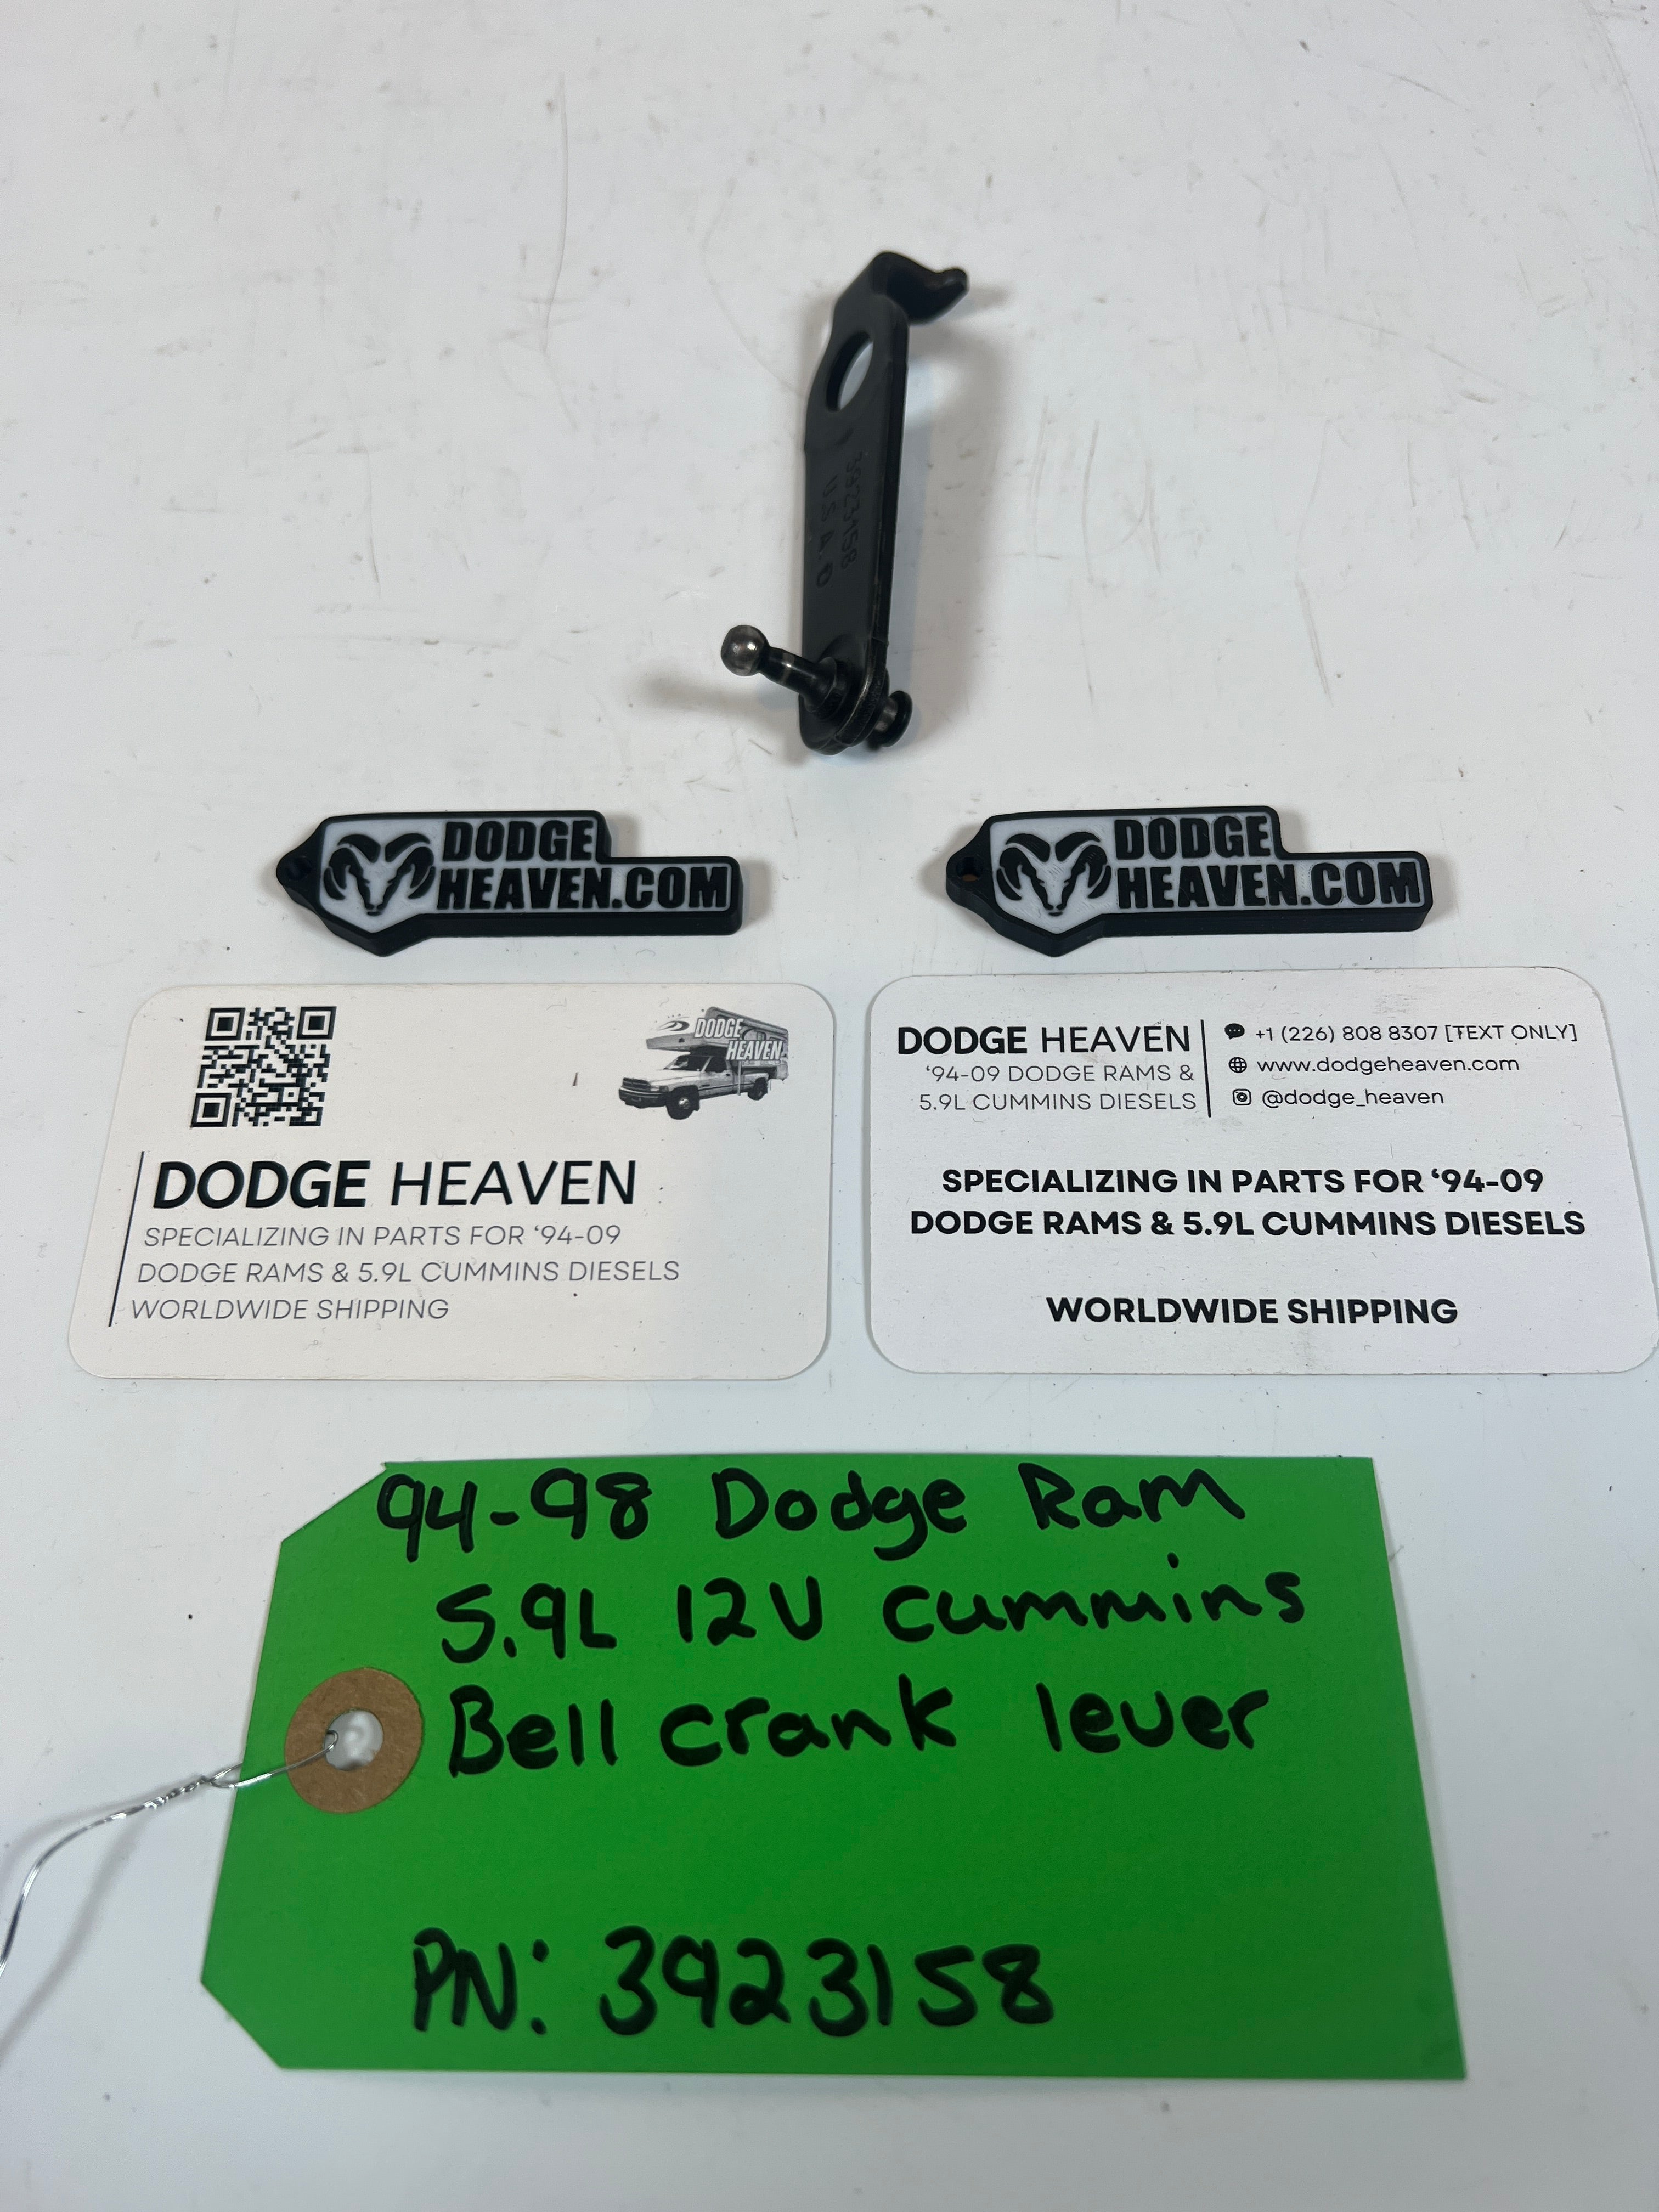 3923158
U.S.A. D
DODGE
HEAVEN.COM
DODGE
HEAVEN.COM
DODGE
HEAVEN
DODGE HEAVEN
SPECIALIZING IN PARTS FOR ‘94-09
DODGE RAMS & 5.9L CUMMINS DIESELS
WORLDWIDE SHIPPING
DODGE HEAVEN
‘94-09 DODGE RAMS &
5.9L CUMMINS DIESELS
+1 (226) 808 8307 [TEXT ONLY]
www.dodgeheaven.com
@dodge_heaven
SPECIALIZING IN PARTS FOR ‘94-09
DODGE RAMS & 5.9L CUMMINS DIESELS
WORLDWIDE SHIPPING
94-98 Dodge Ram
5.9L 12V Cummins
Bell crank lever
PN: 3923158